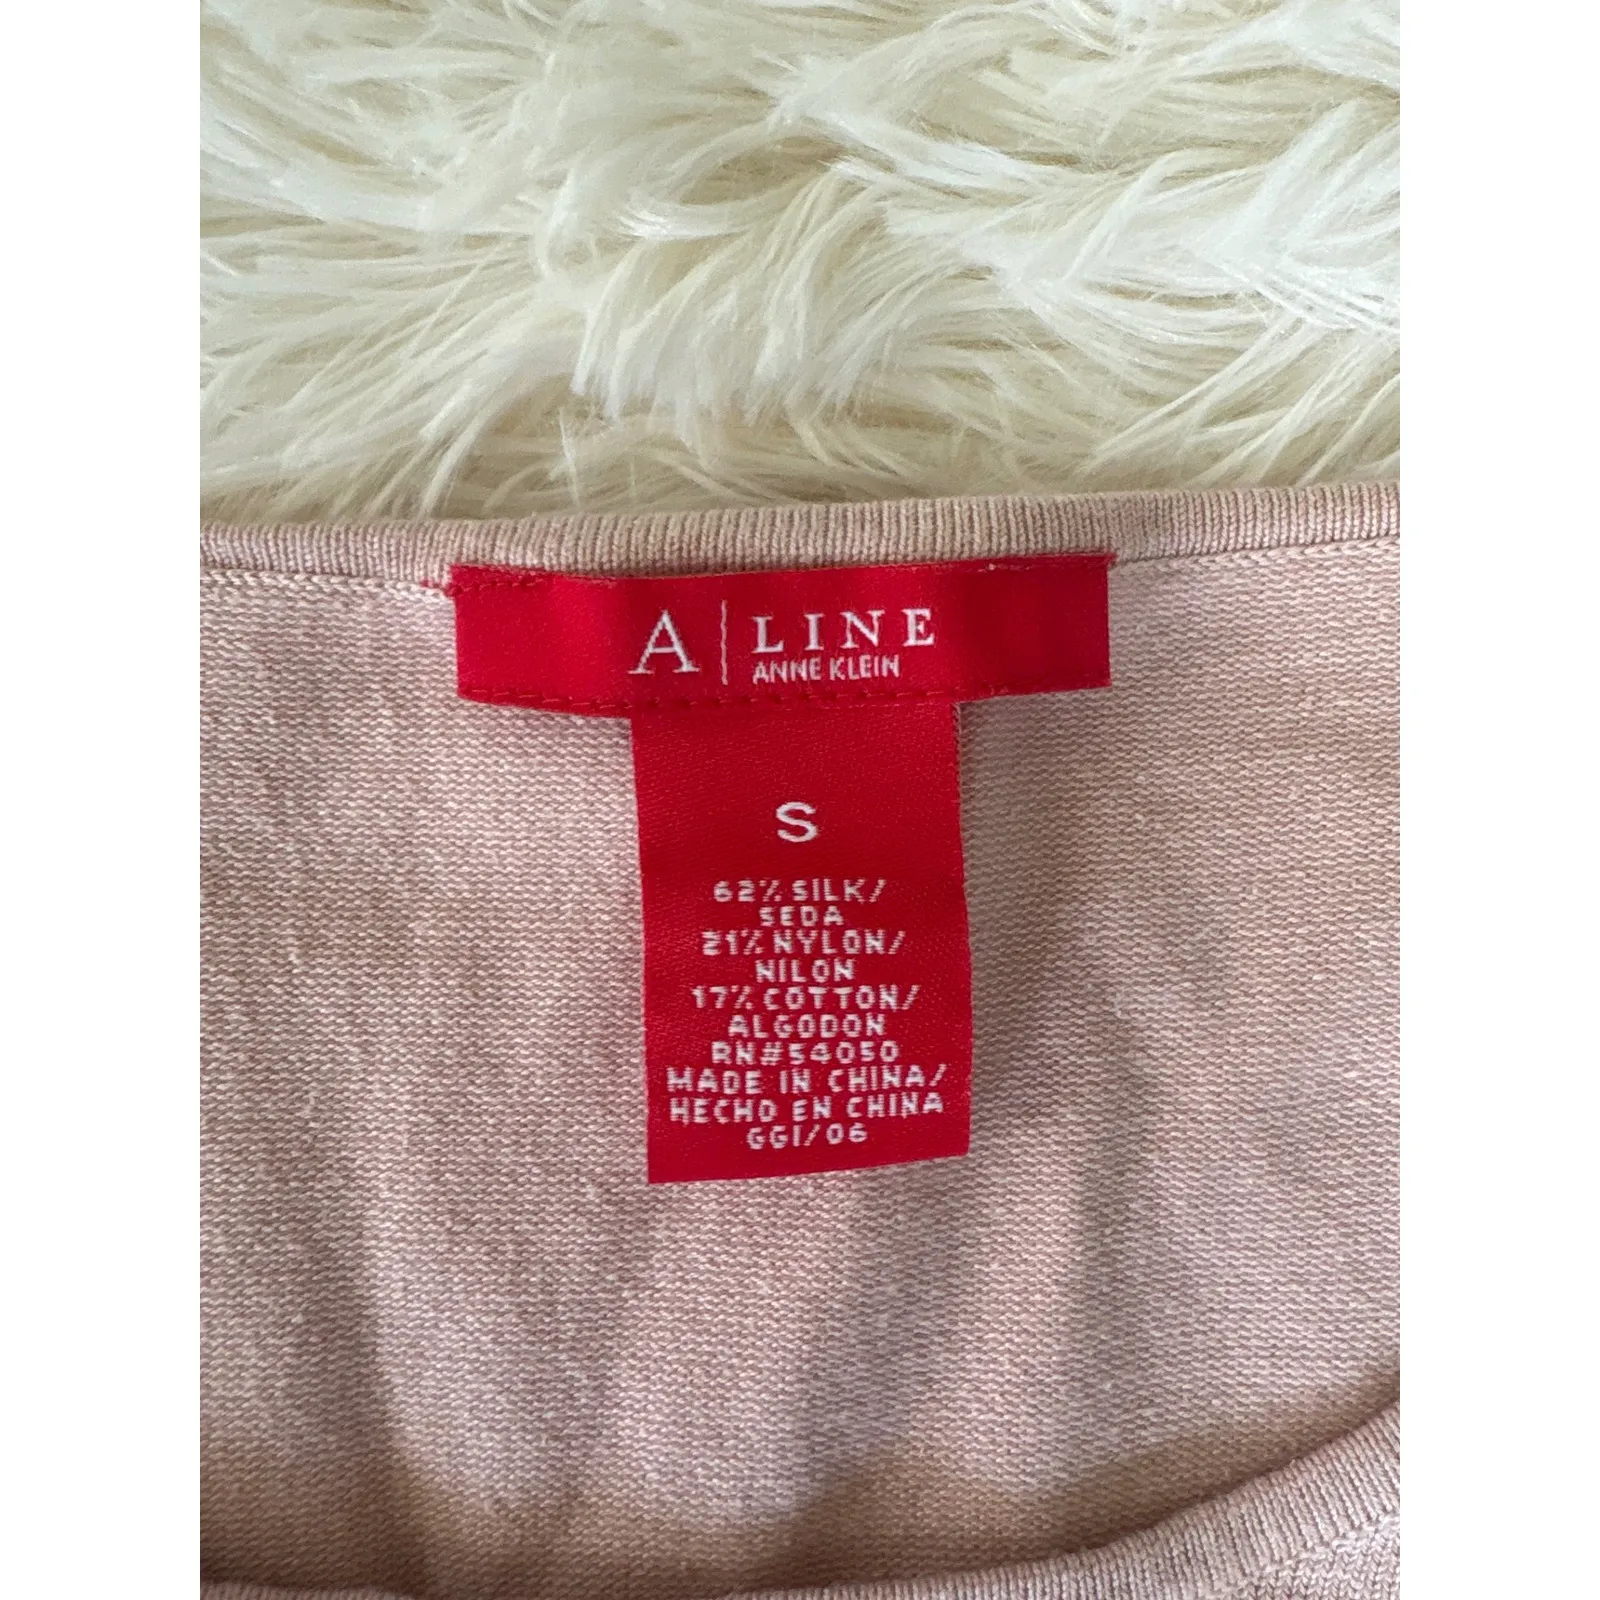 A | LINE
ANNE KLEIN
S
62% SILK/
SEDA
21% NYLON/
NILON
17% COTTON/
ALGODON
RN#54050
MADE IN CHINA/
HECHO EN CHINA
GGI/06